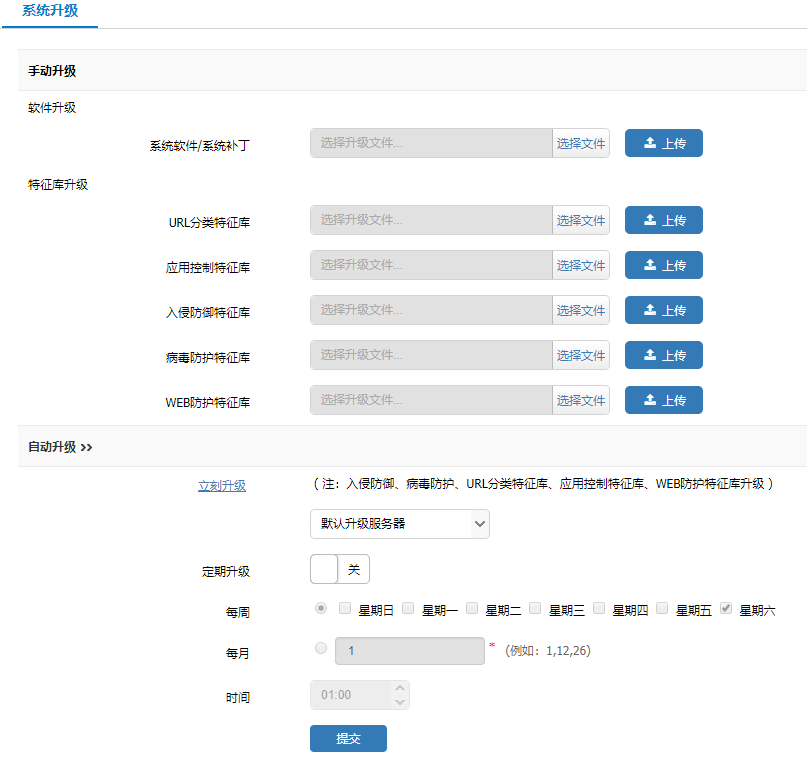 系统升级
手动升级
软件升级
系统软件/系统补丁 选择升级文件... 选择文件 上传
特征库升级
URL分类特征库 选择升级文件... 选择文件 上传
应用控制特征库 选择升级文件... 选择文件 上传
入侵防御特征库 选择升级文件... 选择文件 上传
病毒防护特征库 选择升级文件... 选择文件 上传
WEB防护特征库 选择升级文件... 选择文件 上传
自动升级 >>
立刻升级 （注：入侵防御、病毒防护、URL分类特征库、应用控制特征库、WEB防护特征库升级）
默认升级服务器
定期升级 关
每周 星期日 星期一 星期二 星期三 星期四 星期五 星期六
每月 1 * （例如：1,12,26）
时间 01:00
提交